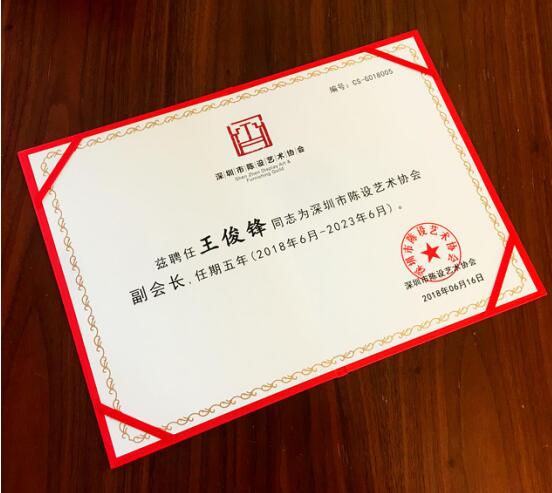 编号：CS-G018005
深圳市陈设艺术协会
Shen Zhen Display Art &
Furnishing Guild
兹聘任王俊锋同志为深圳市陈设艺术协会
副会长，任期五年(2018年6月-2023年6月)。
深圳市陈设艺术协会
深圳市陈设艺术协会
2018年06月16日